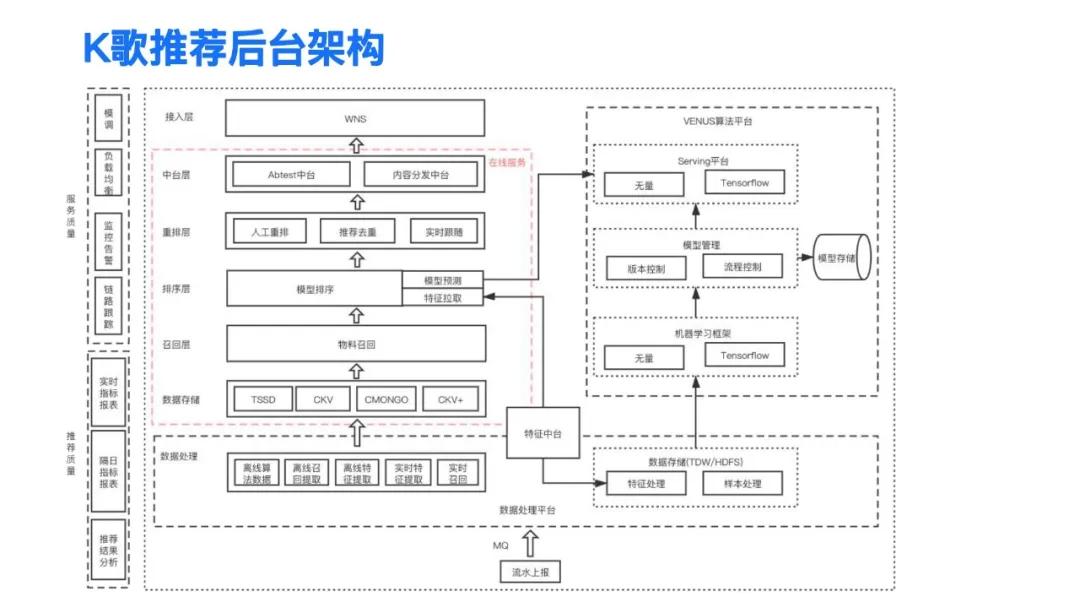 K歌推荐后台架构
模
调
负
载
均
衡
服
务
质
量
监
控
告
警
链
路
跟
踪
实时
指标
报表
推
荐
质
量
隔日
指标
报表
推荐
结果
分析
接入层
WNS
在线服务
中台层
Abtest中台
内容分发中台
重排层
人工重排
推荐去重
实时跟随
排序层
模型排序
模型预测
特征拉取
召回层
物料召回
数据存储
TSSD
CKV
CMONGO
CKV+
数据处理
离线算
法数据
离线召
回提取
离线特
征提取
实时特
征提取
实时
召回
特征中台
VENUS算法平台
Serving平台
无量
Tensorflow
模型管理
版本控制
流程控制
模型存储
机器学习框架
无量
Tensorflow
数据存储(TDW/HDFS)
特征处理
样本处理
数据处理平台
MQ
流水上报